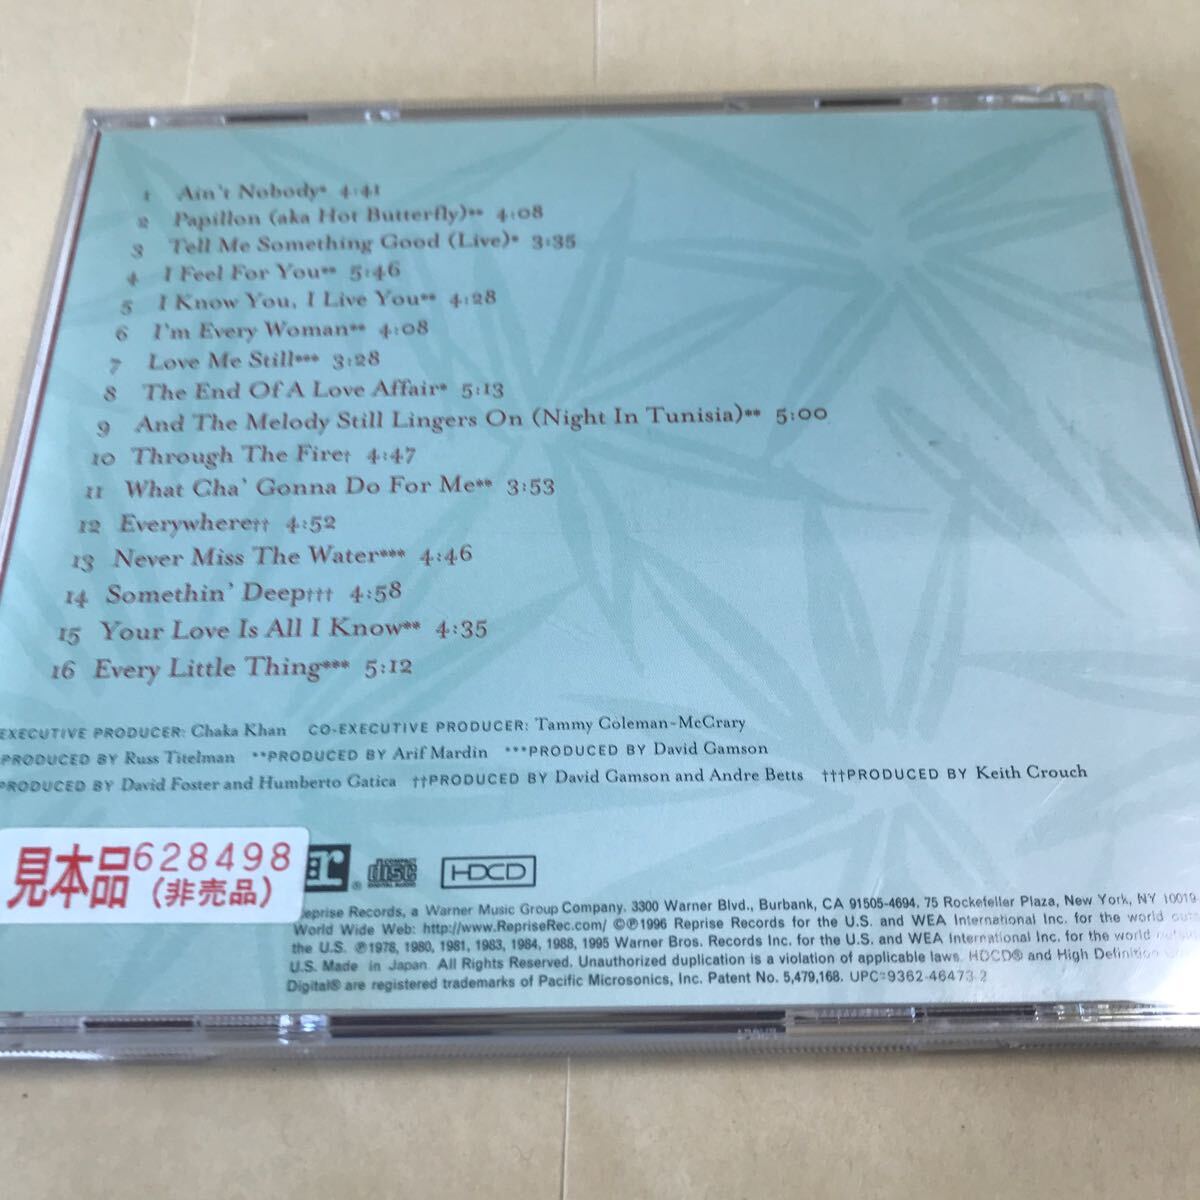 1 Ain't Nobody* 4:41
2 Papillon (aka Hot Butterfly)** 4:08
3 Tell Me Something Good (Live)* 3:35
4 I Feel For You** 5:46
5 I Know You, I Live You** 4:28
6 I'm Every Woman** 4:08
7 Love Me Still*** 3:28
8 The End Of A Love Affair* 5:13
9 And The Melody Still Lingers On (Night In Tunisia)** 5:00
10 Through The Fire† 4:47
11 What Cha' Gonna Do For Me** 3:53
12 Everywhere†† 4:52
13 Never Miss The Water*** 4:46
14 Somethin' Deep††† 4:58
15 Your Love Is All I Know** 4:35
16 Every Little Thing*** 5:12
EXECUTIVE PRODUCER: Chaka Khan CO-EXECUTIVE PRODUCER: Tammy Coleman-McCrary
PRODUCED BY Russ Titelman **PRODUCED BY Arif Mardin ***PRODUCED BY David Gamson
PRODUCED BY David Foster and Humberto Gatica ††PRODUCED BY David Gamson and Andre Betts †††PRODUCED BY Keith Crouch
見本品 628498
(非売品)
r ® COMPACT disc DIGITAL AUDIO HDCD
Reprise Records, a Warner Music Group Company. 3300 Warner Blvd., Burbank, CA 91505-4694. 75 Rockefeller Plaza, New York, NY 10019.
World Wide Web: http://www.RepriseRec.com/ ©℗1996 Reprise Records for the U.S. and WEA International Inc. for the world outside
the U.S. ℗1978, 1980, 1981, 1983, 1984, 1988, 1995 Warner Bros. Records Inc. for the U.S. and WEA International Inc. for the world outside
U.S. Made in Japan. All Rights Reserved. Unauthorized duplication is a violation of applicable laws. HDCD® and High Definition
Digital® are registered trademarks of Pacific Microsonics, Inc. Patent No. 5,479,168. UPC=9362-46473-2